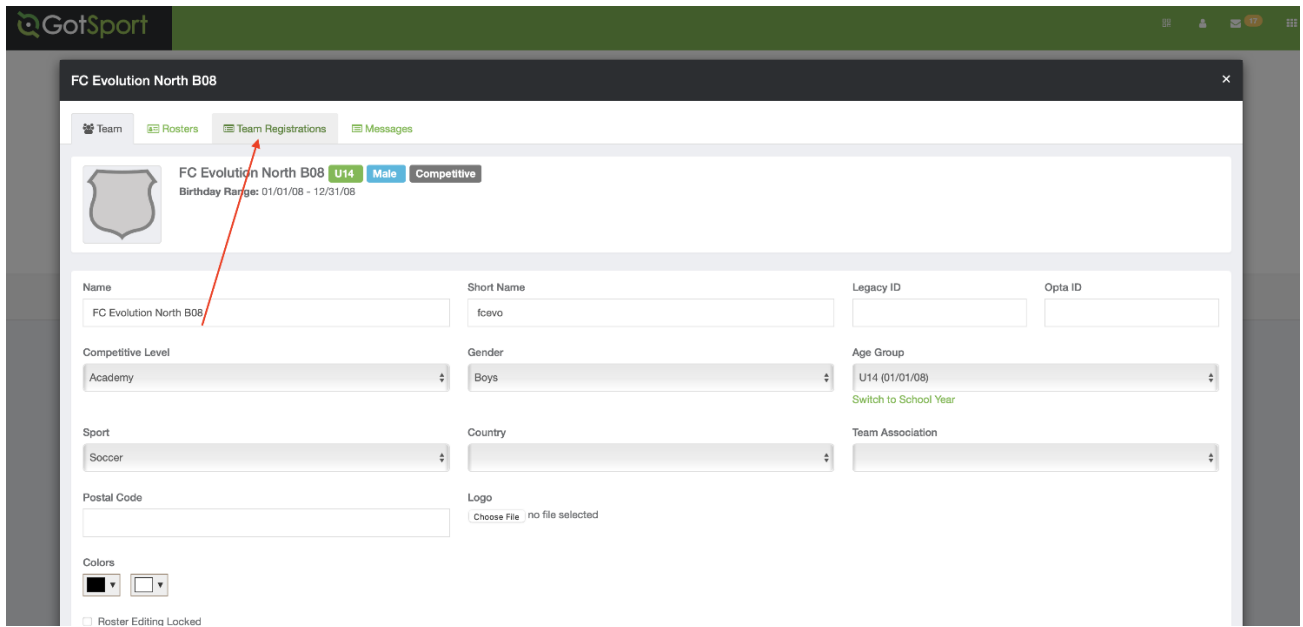 GotSport
17
FC Evolution North B08
×
Team Rosters Team Registrations Messages
FC Evolution North B08 U14 Male Competitive
Birthday Range: 01/01/08 - 12/31/08
Name Short Name Legacy ID Opta ID
FC Evolution North B08 fcevo
Competitive Level Gender Age Group
Academy Boys U14 (01/01/08)
Switch to School Year
Sport Country Team Association
Soccer
Postal Code Logo
Choose File no file selected
Colors
Roster Editing Locked